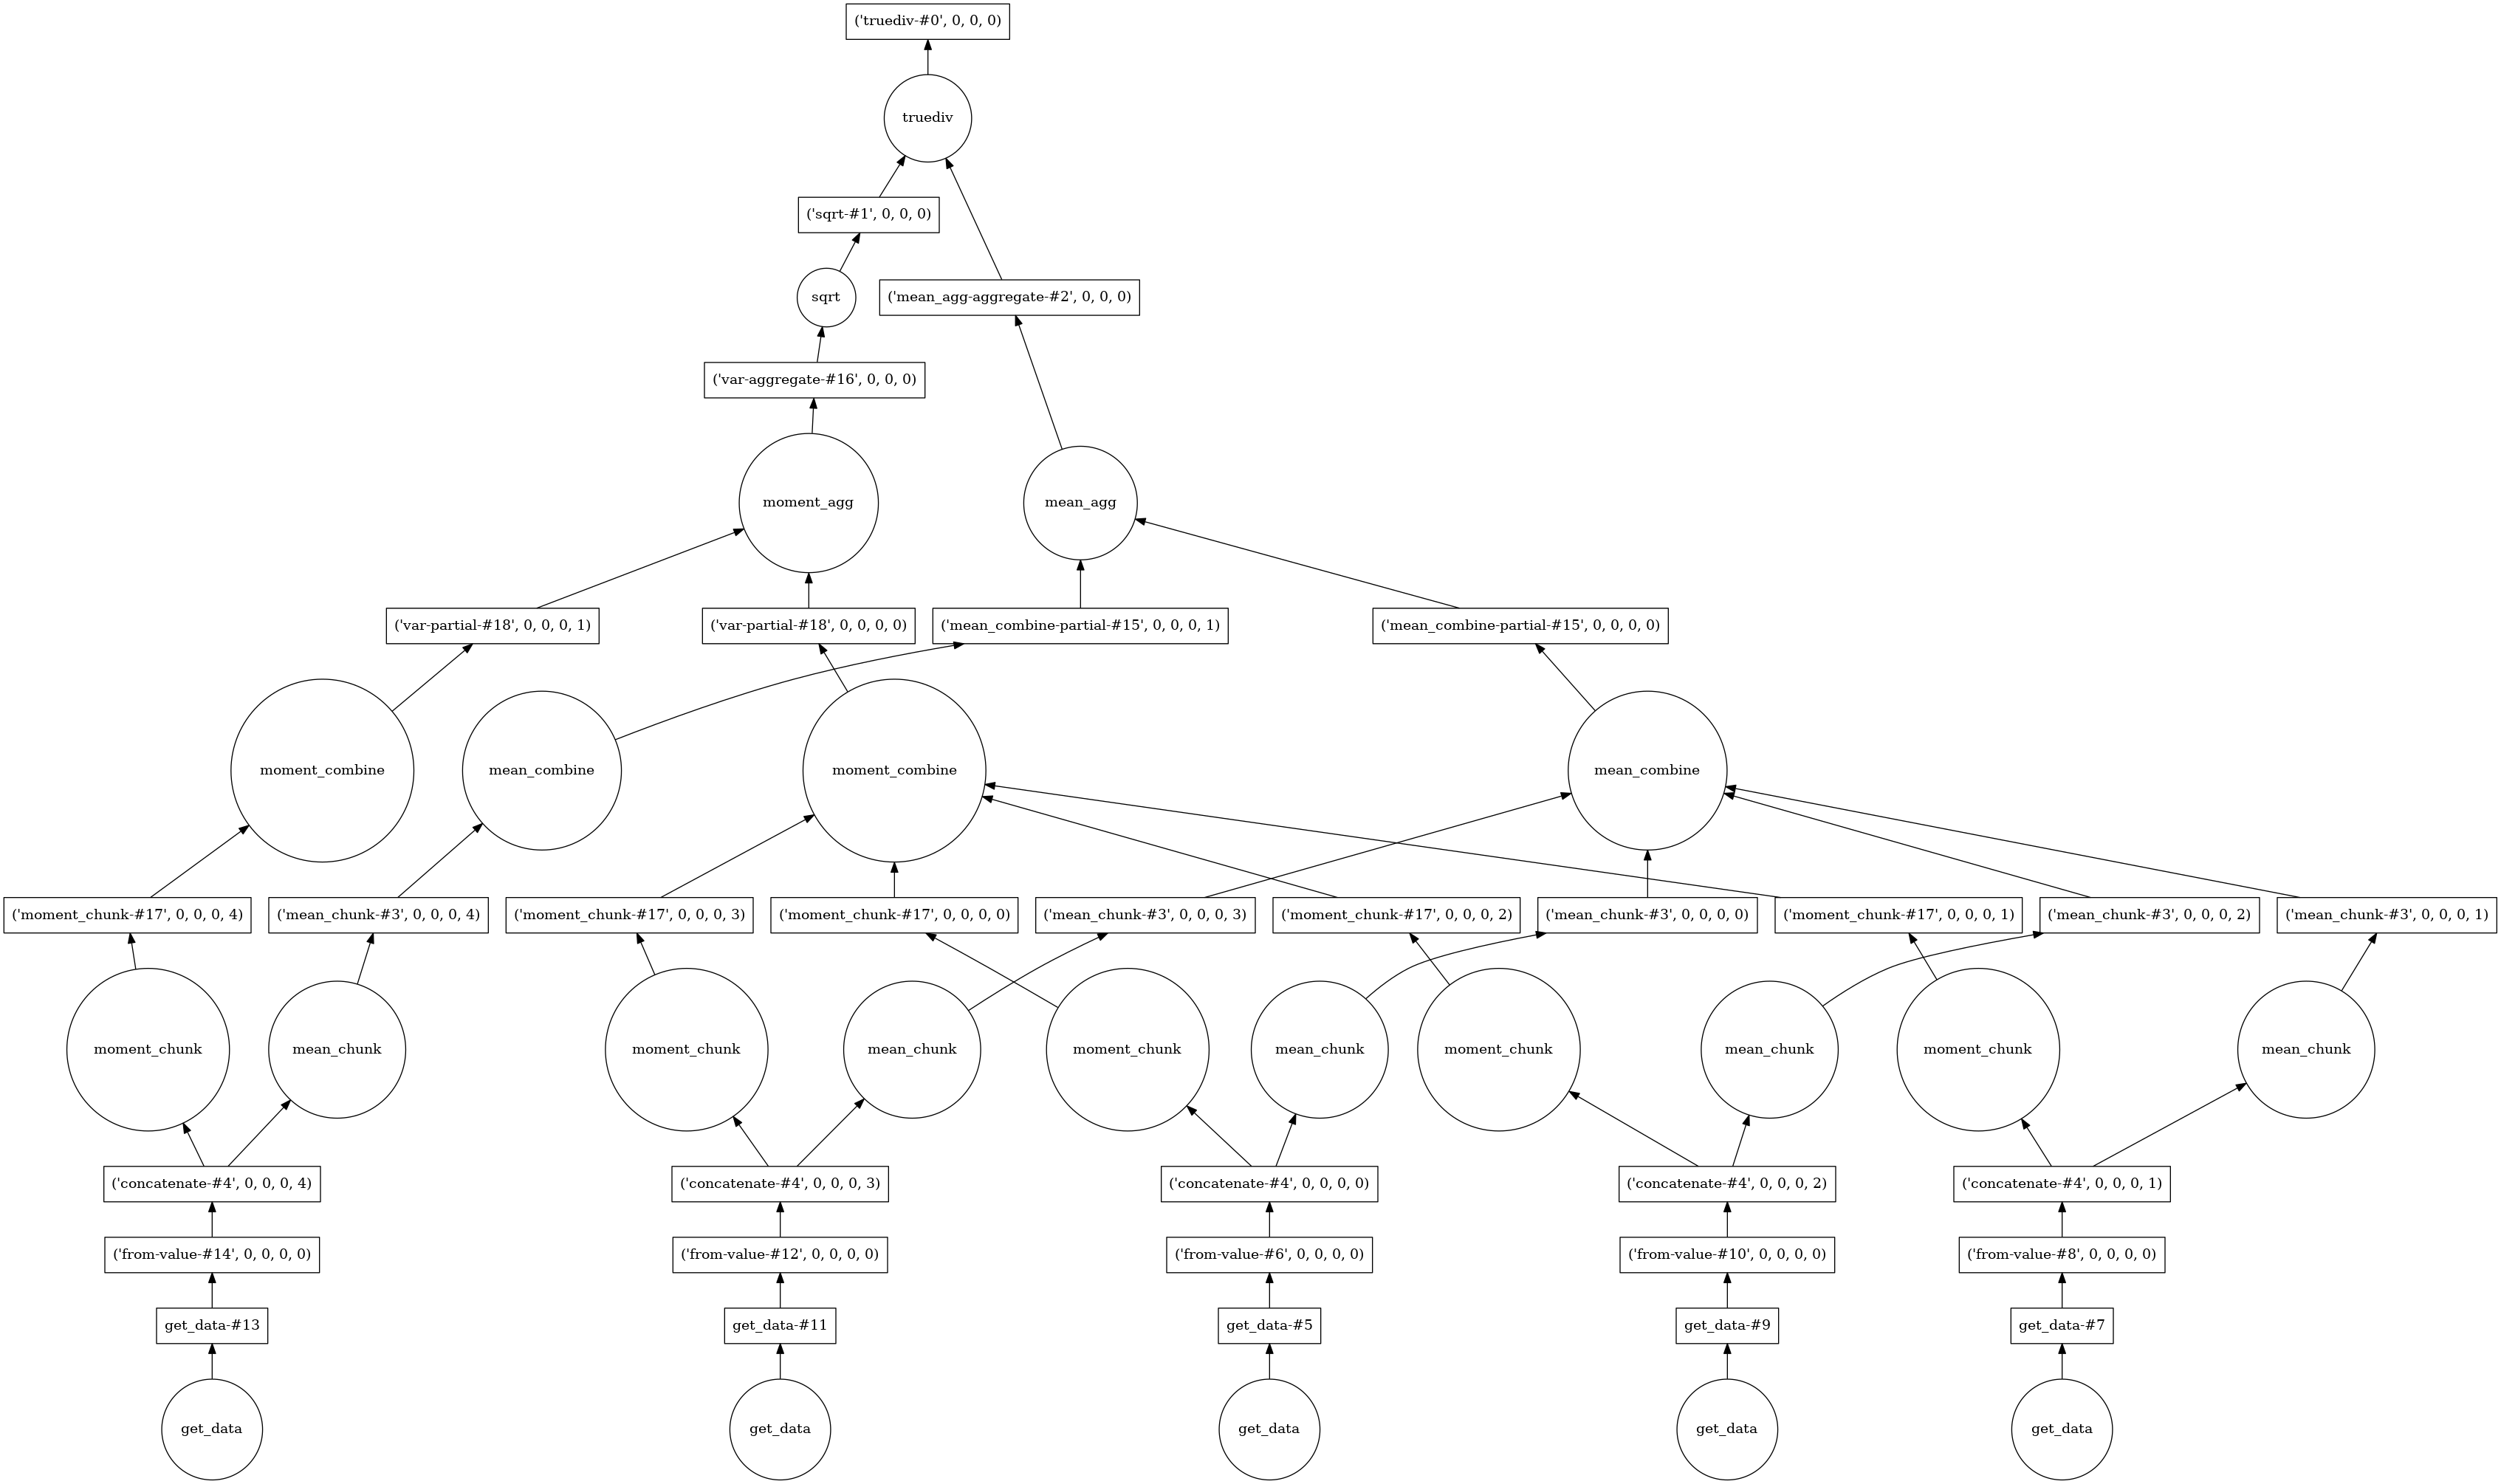 ('truediv-#0', 0, 0, 0)
truediv
('sqrt-#1', 0, 0, 0)
sqrt
('mean_agg-aggregate-#2', 0, 0, 0)
('var-aggregate-#16', 0, 0, 0)
moment_agg
mean_agg
('var-partial-#18', 0, 0, 0, 1)
('var-partial-#18', 0, 0, 0, 0)
('mean_combine-partial-#15', 0, 0, 0, 1)
('mean_combine-partial-#15', 0, 0, 0, 0)
moment_combine
mean_combine
moment_combine
mean_combine
('moment_chunk-#17', 0, 0, 0, 4)
('mean_chunk-#3', 0, 0, 0, 4)
('moment_chunk-#17', 0, 0, 0, 3)
('moment_chunk-#17', 0, 0, 0, 0)
('mean_chunk-#3', 0, 0, 0, 3)
('moment_chunk-#17', 0, 0, 0, 2)
('mean_chunk-#3', 0, 0, 0, 0)
('moment_chunk-#17', 0, 0, 0, 1)
('mean_chunk-#3', 0, 0, 0, 2)
('mean_chunk-#3', 0, 0, 0, 1)
moment_chunk
mean_chunk
moment_chunk
mean_chunk
moment_chunk
mean_chunk
moment_chunk
mean_chunk
moment_chunk
mean_chunk
('concatenate-#4', 0, 0, 0, 4)
('concatenate-#4', 0, 0, 0, 3)
('concatenate-#4', 0, 0, 0, 0)
('concatenate-#4', 0, 0, 0, 2)
('concatenate-#4', 0, 0, 0, 1)
('from-value-#14', 0, 0, 0, 0)
('from-value-#12', 0, 0, 0, 0)
('from-value-#6', 0, 0, 0, 0)
('from-value-#10', 0, 0, 0, 0)
('from-value-#8', 0, 0, 0, 0)
get_data-#13
get_data-#11
get_data-#5
get_data-#9
get_data-#7
get_data
get_data
get_data
get_data
get_data